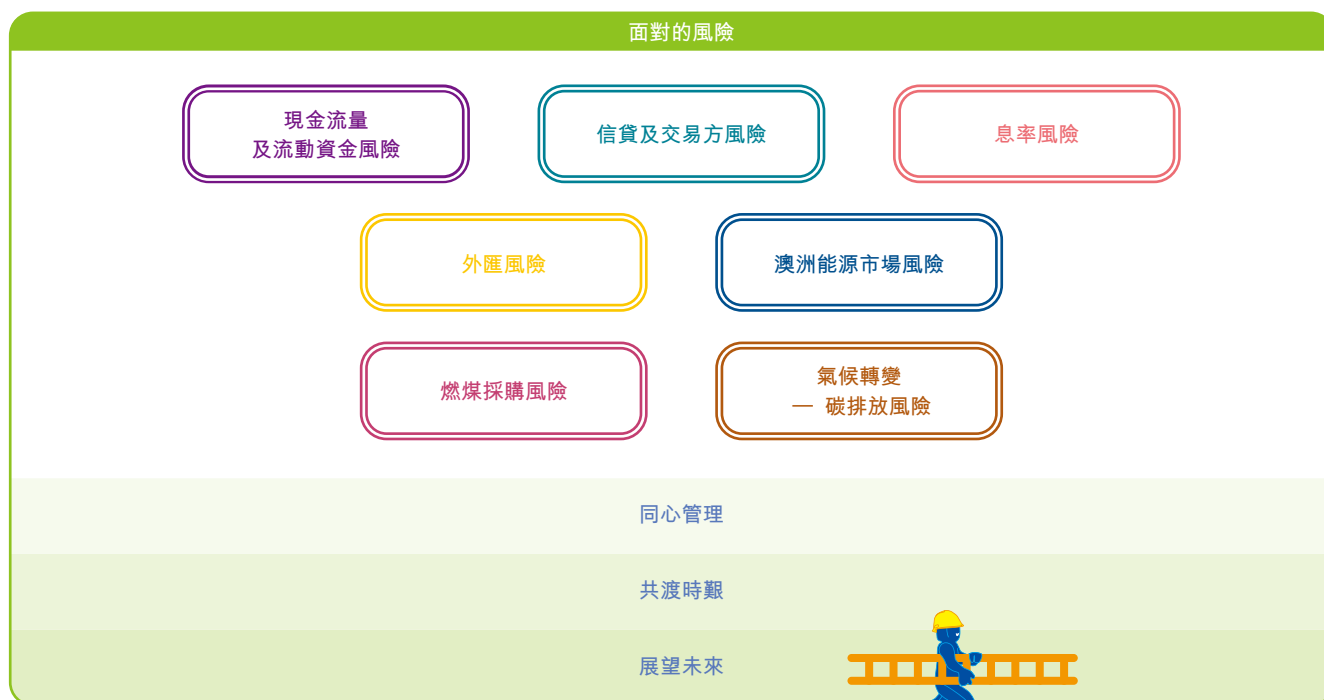 面對的風險
現金流量
及流動資金風險
信貸及交易方風險
息率風險
外匯風險
澳洲能源市場風險
燃煤採購風險
氣候轉變
— 碳排放風險
同心管理
共渡時艱
展望未來